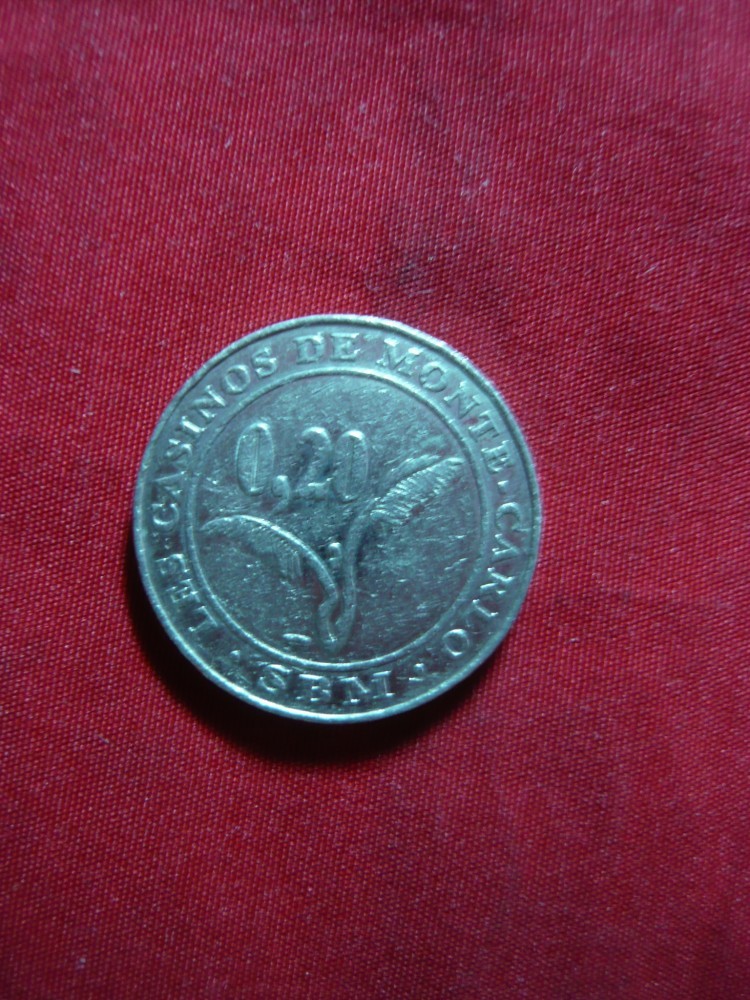 LES CASINOS DE MONTE-CARLO
0,20
SBM